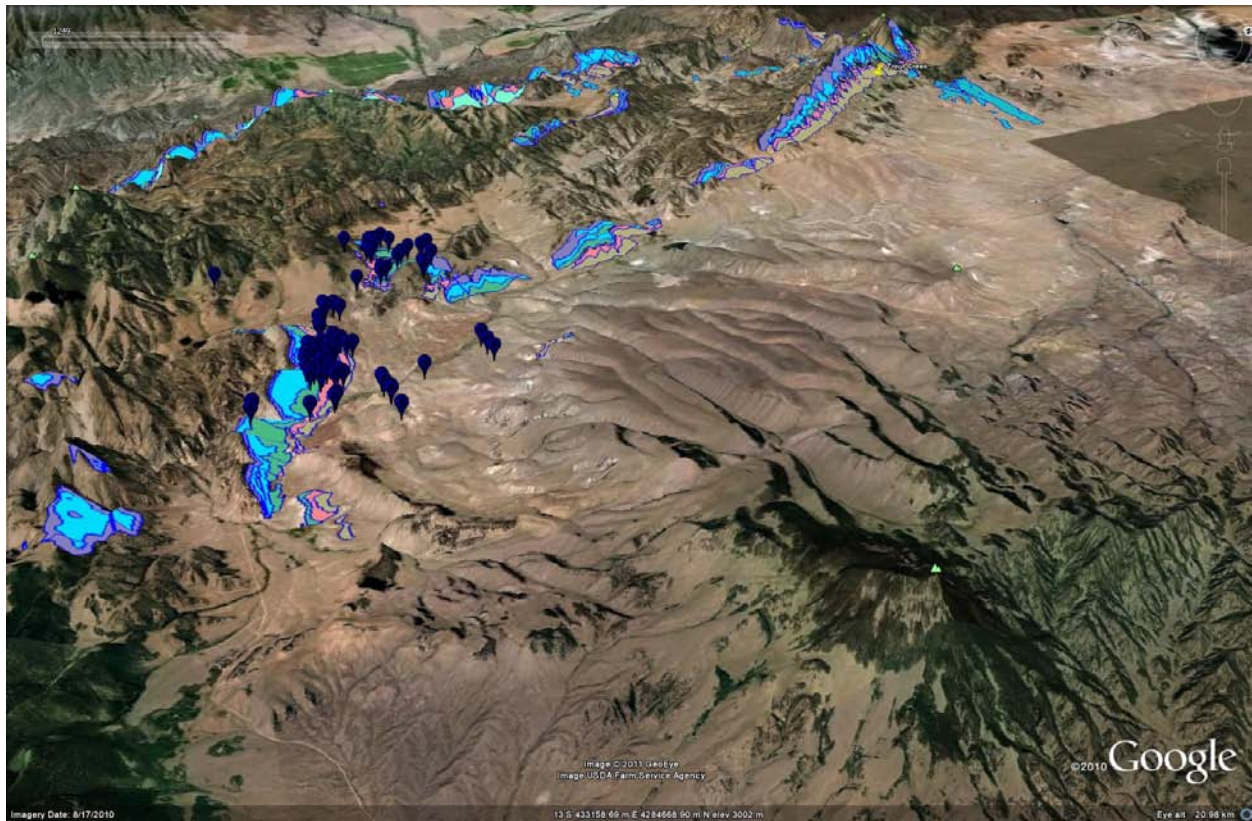 1249
Image © 2011 GeoEye
Image USDA Farm Service Agency
©2010 Google
Imagery Date: 8/17/2010
13 S 433158.69 m E 4284668.90 m N elev 3002 m
Eye alt 20.98 km